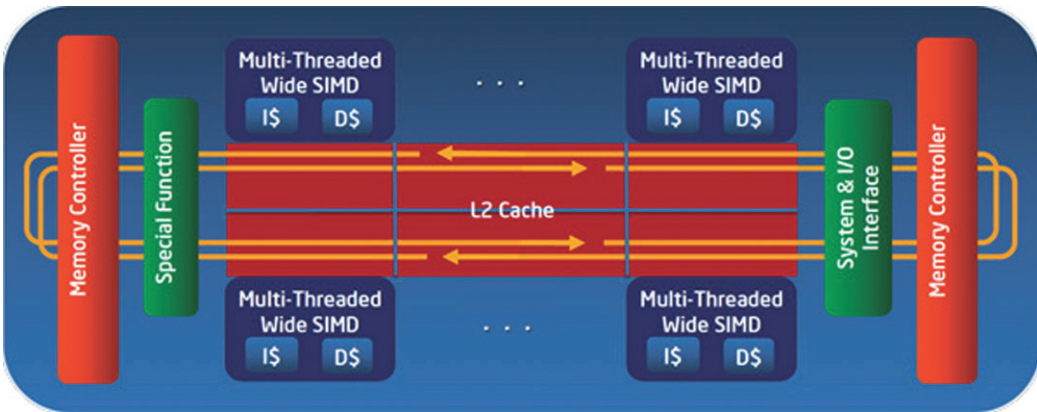 Memory Controller
Special Function
Multi-Threaded
Wide SIMD
I$ D$
. . .
Multi-Threaded
Wide SIMD
I$ D$
L2 Cache
Multi-Threaded
Wide SIMD
I$ D$
. . .
Multi-Threaded
Wide SIMD
I$ D$
System & I/O
Interface
Memory Controller